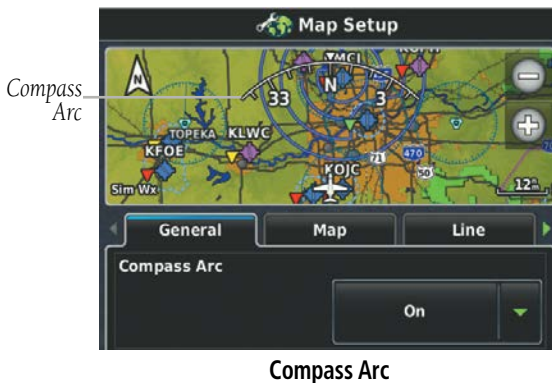 Map Setup
Compass
Arc
KMCI
33
N
3
TOPEKA
KLWC
KFOE
71
470
50
KOJC
Sim Wx
12
General
Map
Line
Compass Arc
On
Compass Arc